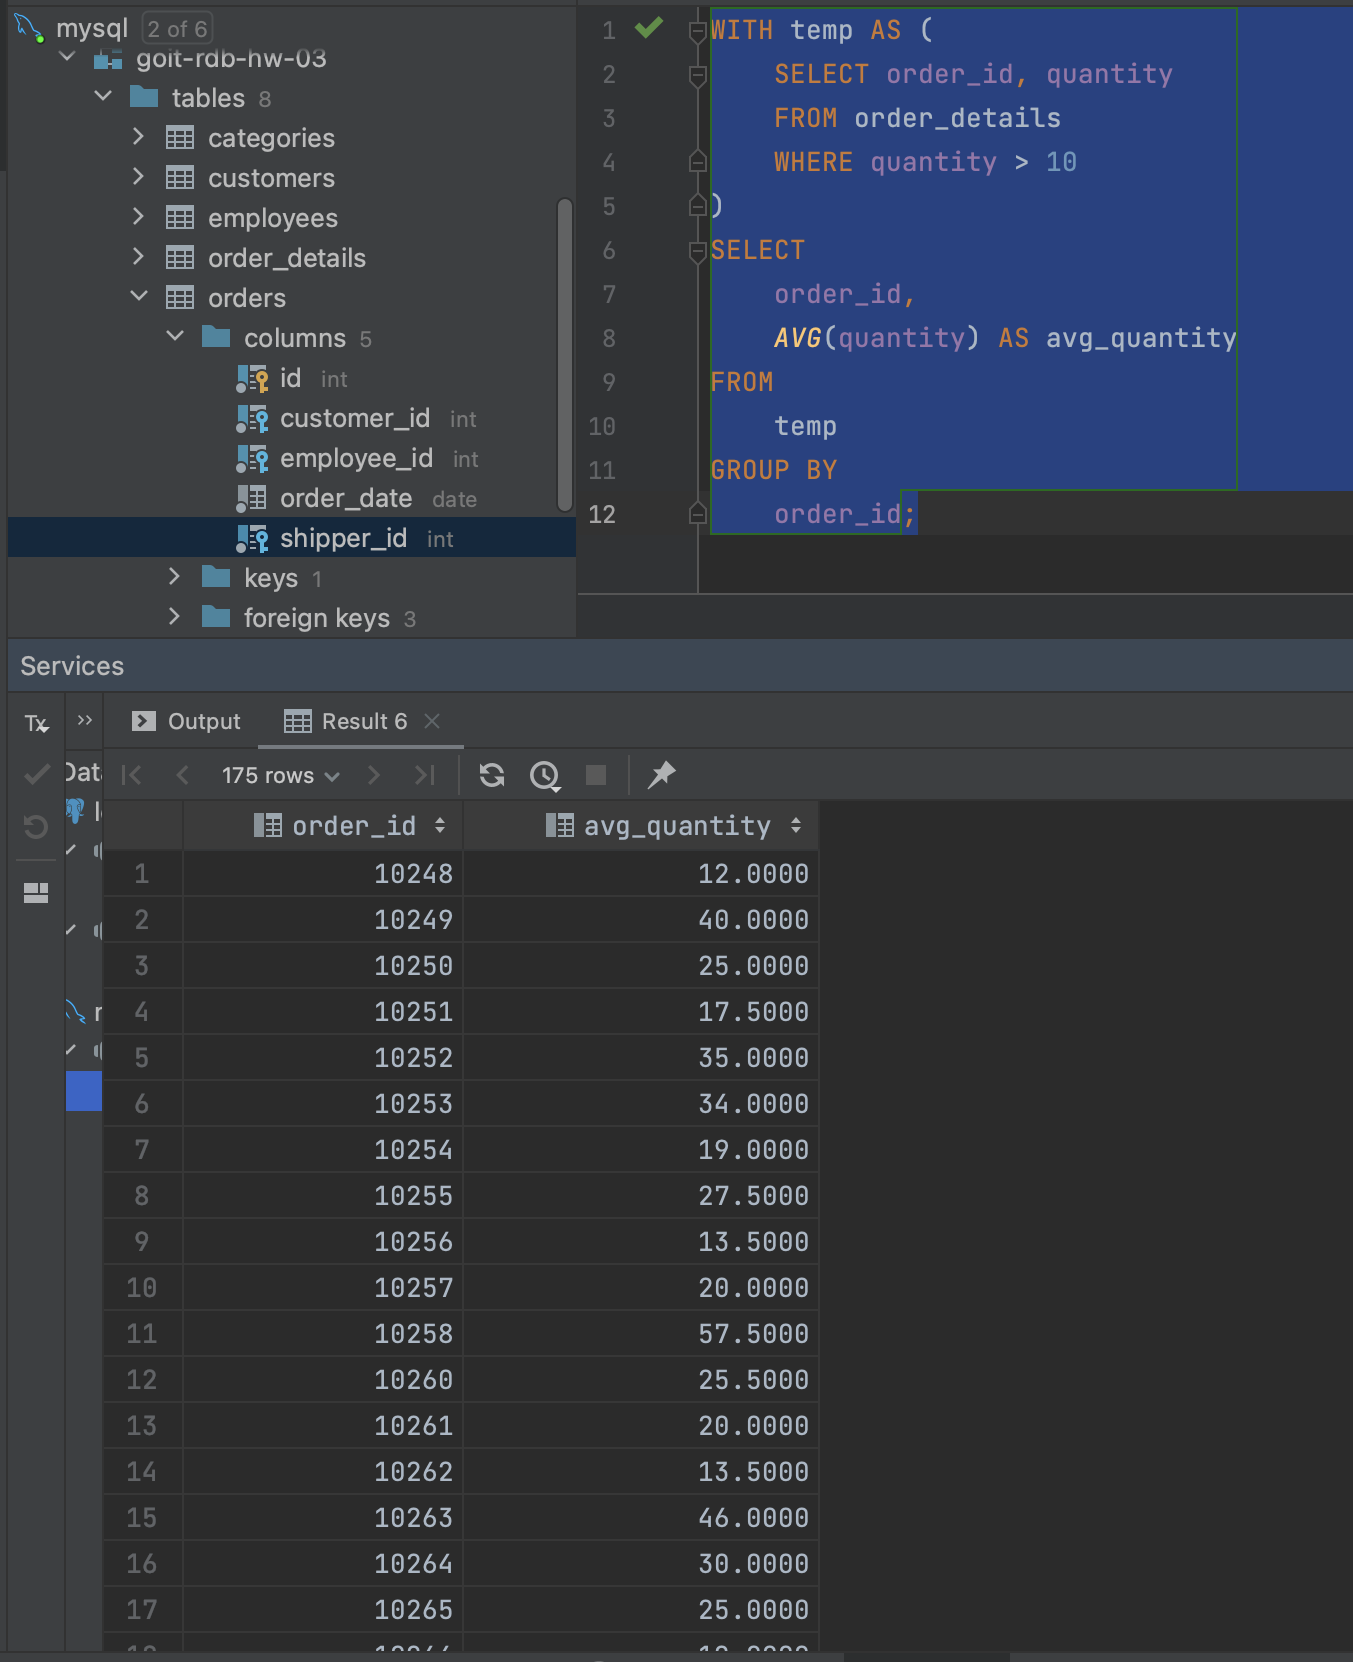 mysql 2 of 6
goit-rdb-hw-03
tables 8
categories
customers
employees
order_details
orders
columns 5
id int
customer_id int
employee_id int
order_date date
shipper_id int
keys 1
foreign keys 3
1 WITH temp AS (
2 SELECT order_id, quantity
3 FROM order_details
4 WHERE quantity > 10
5 )
6 SELECT
7 order_id,
8 AVG(quantity) AS avg_quantity
9 FROM
10 temp
11 GROUP BY
12 order_id;
Services
Tx
Output Result 6
175 rows
order_id avg_quantity
1 10248 12.0000
2 10249 40.0000
3 10250 25.0000
4 10251 17.5000
5 10252 35.0000
6 10253 34.0000
7 10254 19.0000
8 10255 27.5000
9 10256 13.5000
10 10257 20.0000
11 10258 57.5000
12 10260 25.5000
13 10261 20.0000
14 10262 13.5000
15 10263 46.0000
16 10264 30.0000
17 10265 25.0000